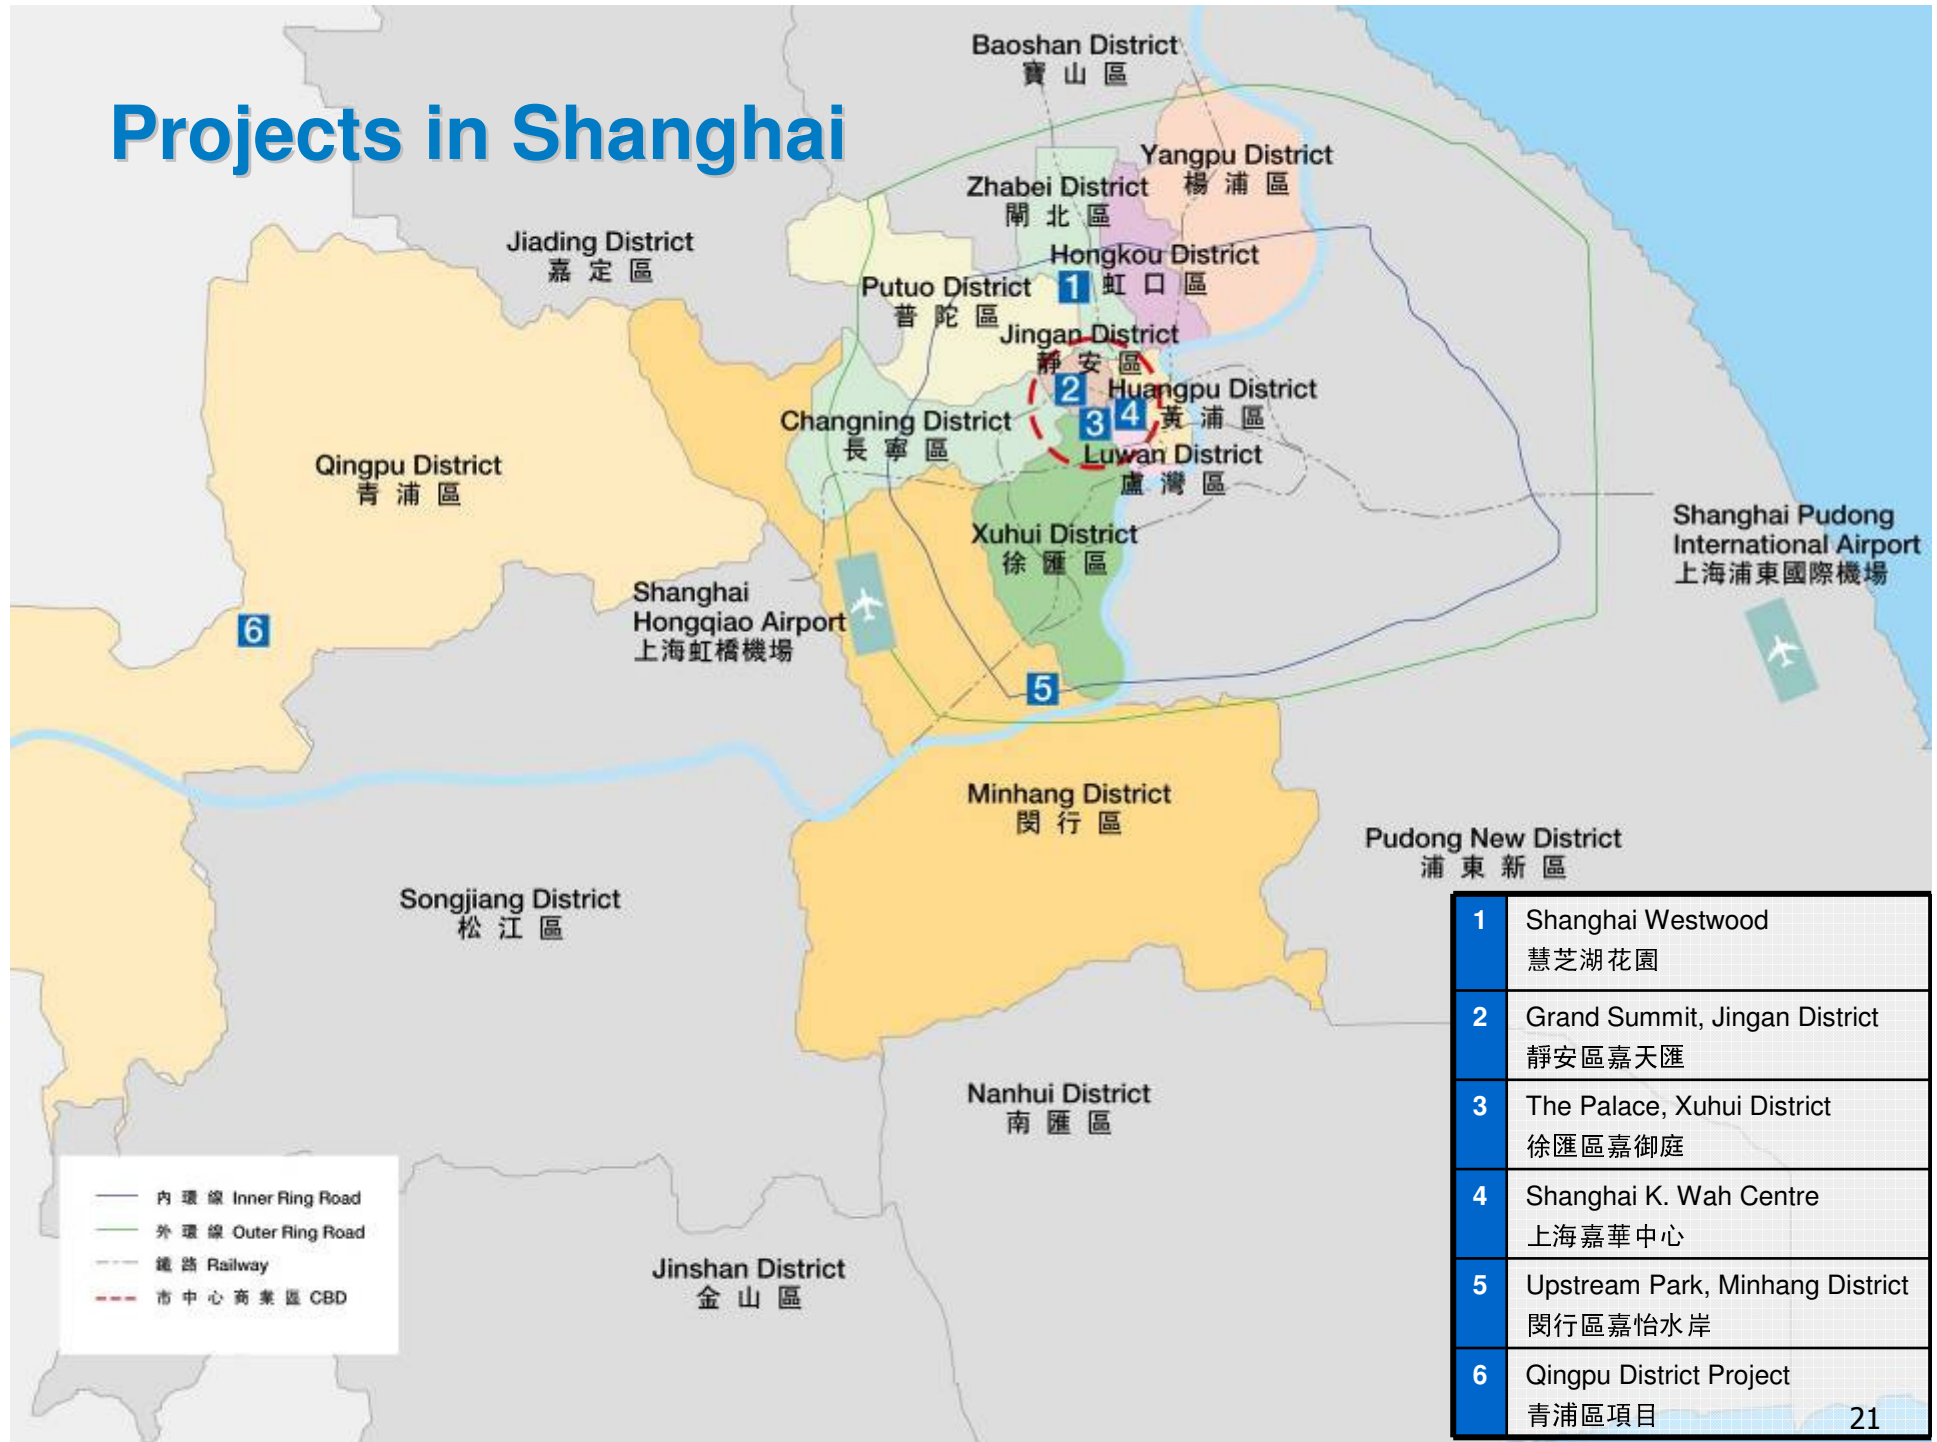 Projects in Shanghai
Baoshan District
寶山區
Yangpu District
楊浦區
Zhabei District
閘北區
Jiading District
嘉定區
Hongkou District
虹口區
Putuo District
普陀區
1
Jingan District
靜安區
2
Huangpu District
黃浦區
3
4
Changning District
長寧區
Luwan District
盧灣區
Qingpu District
青浦區
Xuhui District
徐匯區
Shanghai Pudong
International Airport
上海浦東國際機場
Shanghai
Hongqiao Airport
上海虹橋機場
6
5
Minhang District
閔行區
Pudong New District
浦東新區
Songjiang District
松江區
Nanhui District
南匯區
Jinshan District
金山區
內環線 Inner Ring Road
外環線 Outer Ring Road
鐵路 Railway
市中心商業區 CBD
1 Shanghai Westwood
慧芝湖花園
2 Grand Summit, Jingan District
靜安區嘉天匯
3 The Palace, Xuhui District
徐匯區嘉御庭
4 Shanghai K. Wah Centre
上海嘉華中心
5 Upstream Park, Minhang District
閔行區嘉怡水岸
6 Qingpu District Project
青浦區項目
21